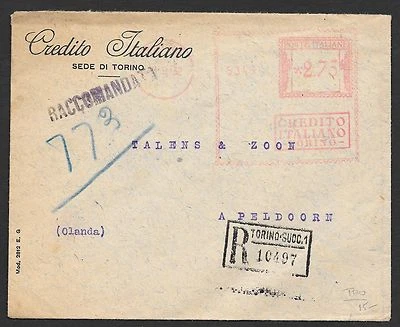 Credito Italiano
SEDE DI TORINO
RACCOMANDATA
773
POSTE ITALIANE
*2.75
CREDITO
ITALIANO
TORINO
TALENS & ZOON
A PELDOORN
(Olanda)
R TORINO-SUCC.1
10497
Mod. 2812 E. G
15-